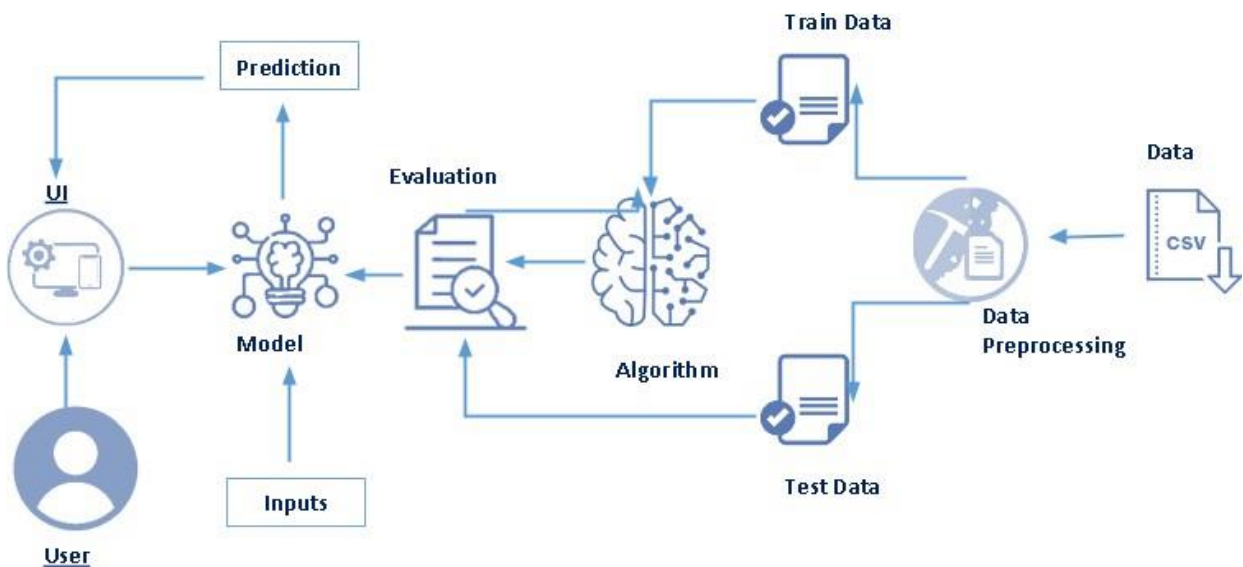 Train Data
Prediction
Data
Evaluation
UI
CSV
Model
Data
Preprocessing
Algorithm
Test Data
Inputs
User